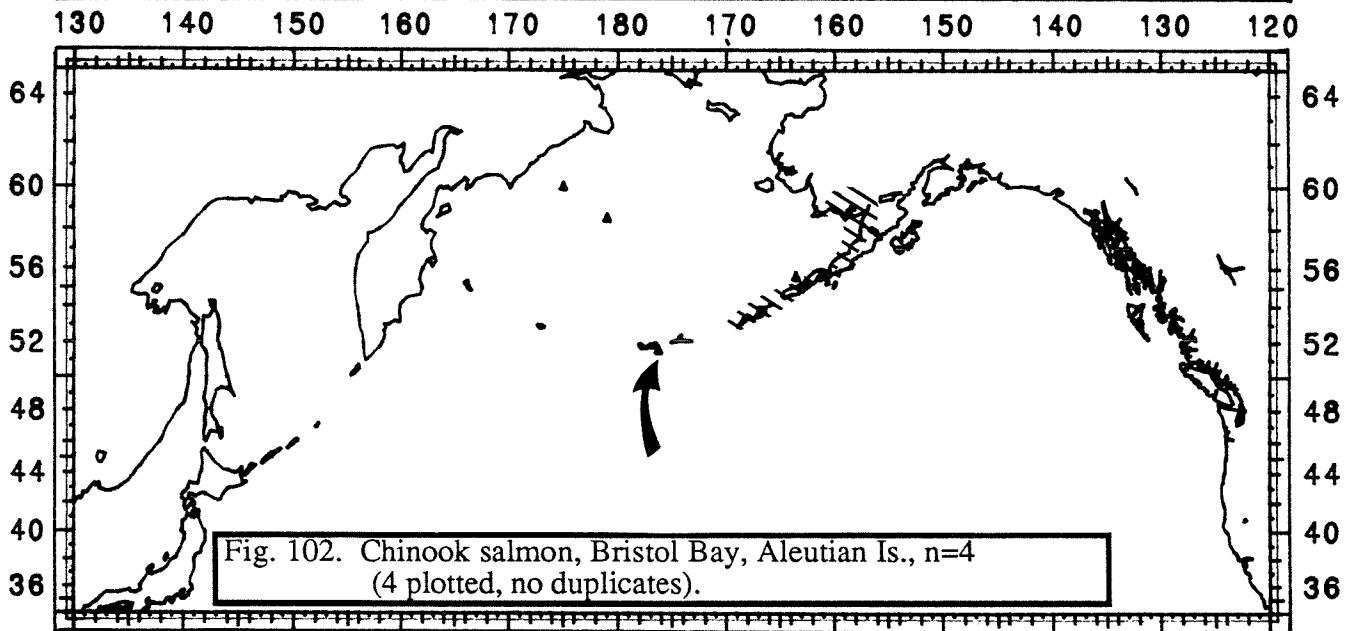 130 140 150 160 170 180 170 160 150 140 130 120
64 64
60 60
56 56
52 52
48 48
44 44
40 40
36 36
Fig. 102. Chinook salmon, Bristol Bay, Aleutian Is., n=4
(4 plotted, no duplicates).